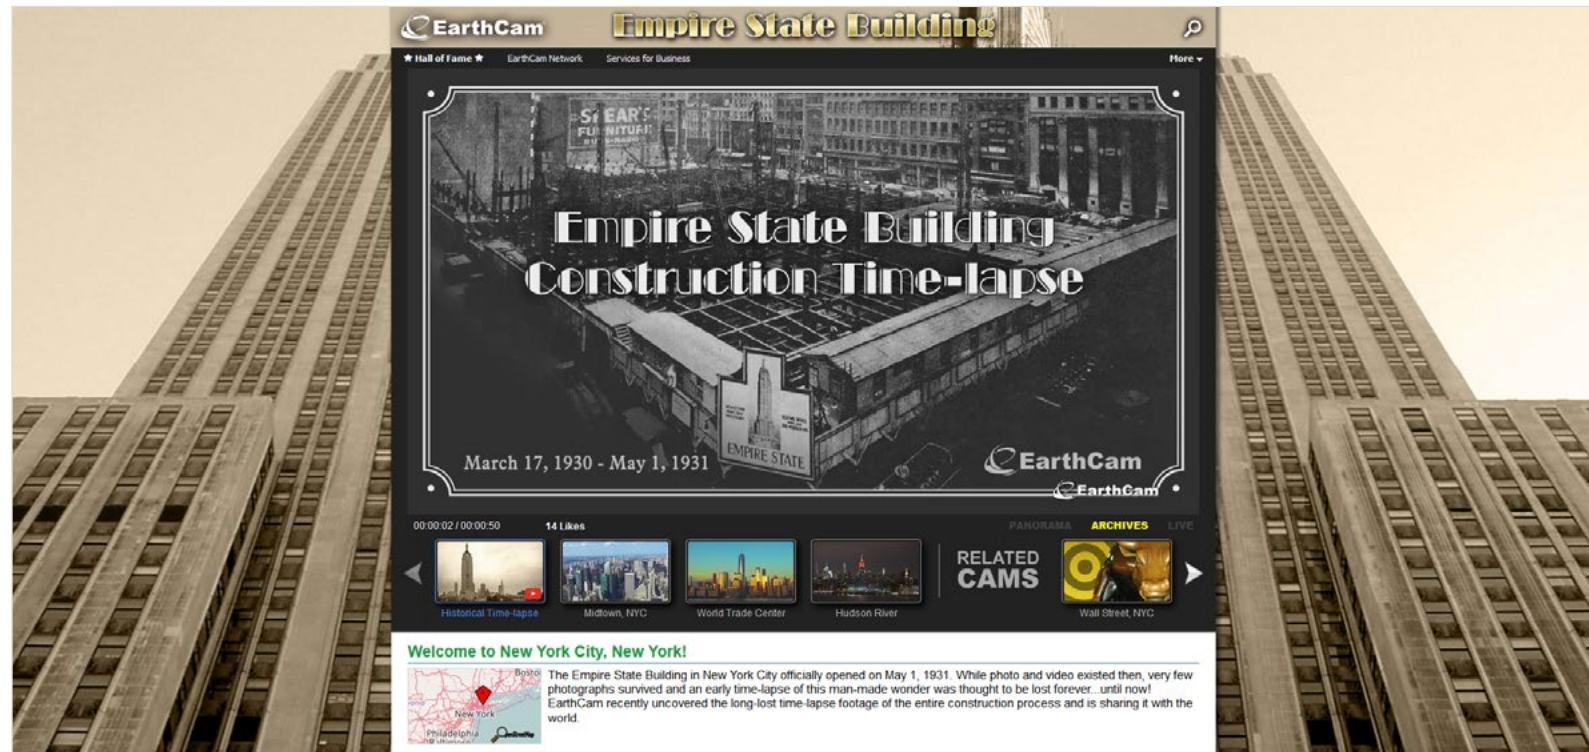 EarthCam
Empire State Building
★ Hall of Fame ★
EarthCam Network
Services for Business
More
SPEAR'S
FURNITURE
Empire State Building
Construction Time-lapse
EMPIRE STATE
March 17, 1930 - May 1, 1931
EarthCam
EarthCam
00:00:02 / 00:00:50
14 Likes
PANORAMA
ARCHIVES
LIVE
Historical Time-lapse
Midtown, NYC
World Trade Center
Hudson River
RELATED
CAMS
Wall Street, NYC
Welcome to New York City, New York!
Bosto
New York
Philadelphia
Baltimore
OpenStreetMap
The Empire State Building in New York City officially opened on May 1, 1931. While photo and video existed then, very few
photographs survived and an early time-lapse of this man-made wonder was thought to be lost forever...until now!
EarthCam recently uncovered the long-lost time-lapse footage of the entire construction process and is sharing it with the
world.